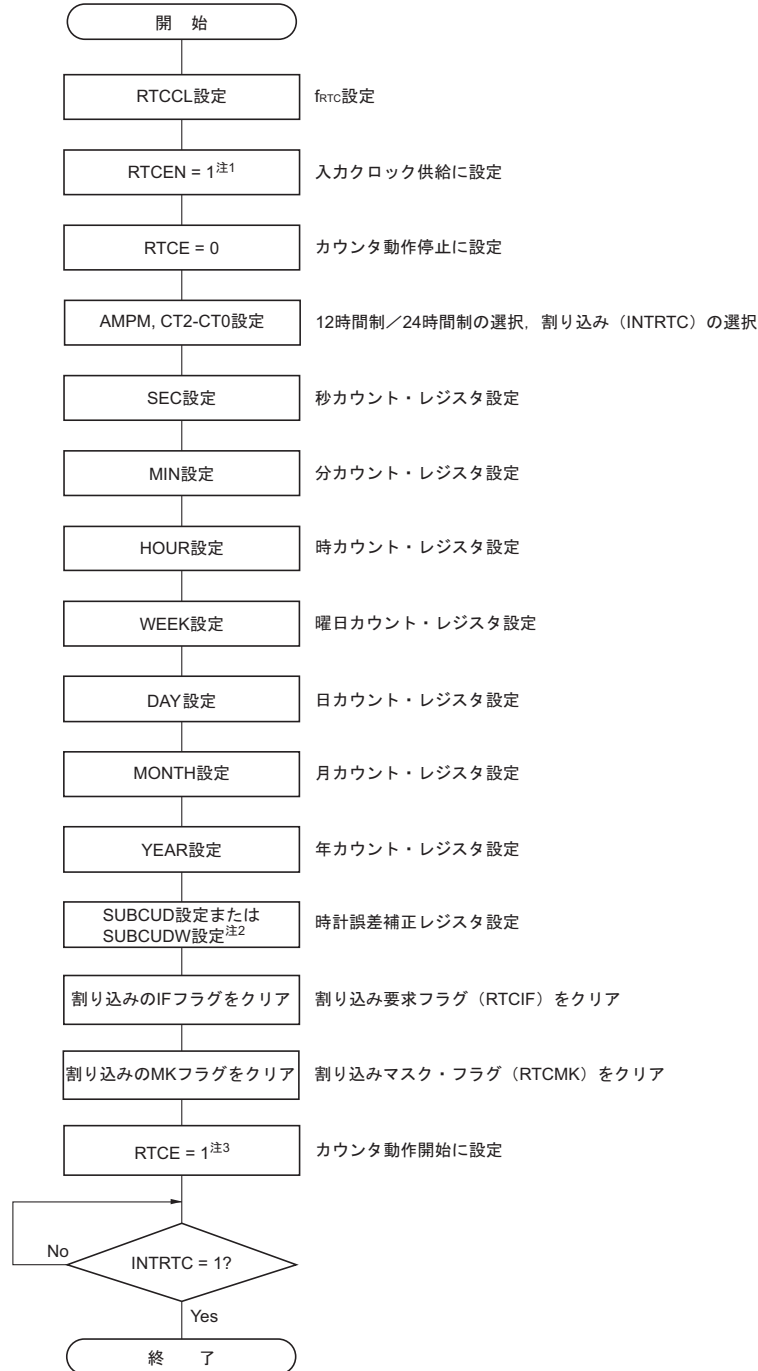 開 始
RTCCL設定 fRTC設定
RTCEN = 1注1 入力クロック供給に設定
RTCE = 0 カウンタ動作停止に設定
AMPM, CT2-CT0設定 12時間制／24時間制の選択，割り込み（INTRTC）の選択
SEC設定 秒カウント・レジスタ設定
MIN設定 分カウント・レジスタ設定
HOUR設定 時カウント・レジスタ設定
WEEK設定 曜日カウント・レジスタ設定
DAY設定 日カウント・レジスタ設定
MONTH設定 月カウント・レジスタ設定
YEAR設定 年カウント・レジスタ設定
SUBCUD設定または
SUBCUDW設定注2 時計誤差補正レジスタ設定
割り込みのIFフラグをクリア 割り込み要求フラグ（RTCIF）をクリア
割り込みのMKフラグをクリア 割り込みマスク・フラグ（RTCMK）をクリア
RTCE = 1注3 カウンタ動作開始に設定
No
INTRTC = 1?
Yes
終 了